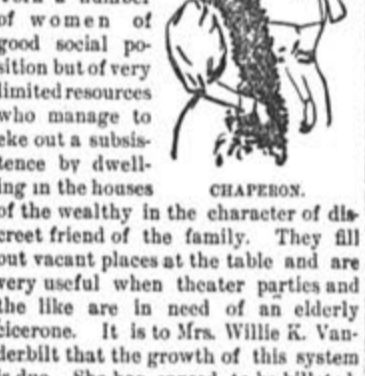 of women of
good social po-
sition but of very
limited resources
who manage to
eke out a subsis-
tence by dwell-
ing in the houses
CHAPERON.
of the wealthy in the character of dis-
creet friend of the family. They fill
out vacant places at the table and are
very useful when theater parties and
the like are in need of an elderly
cicerone. It is to Mrs. Willie K. Van-
derbilt that the growth of this system